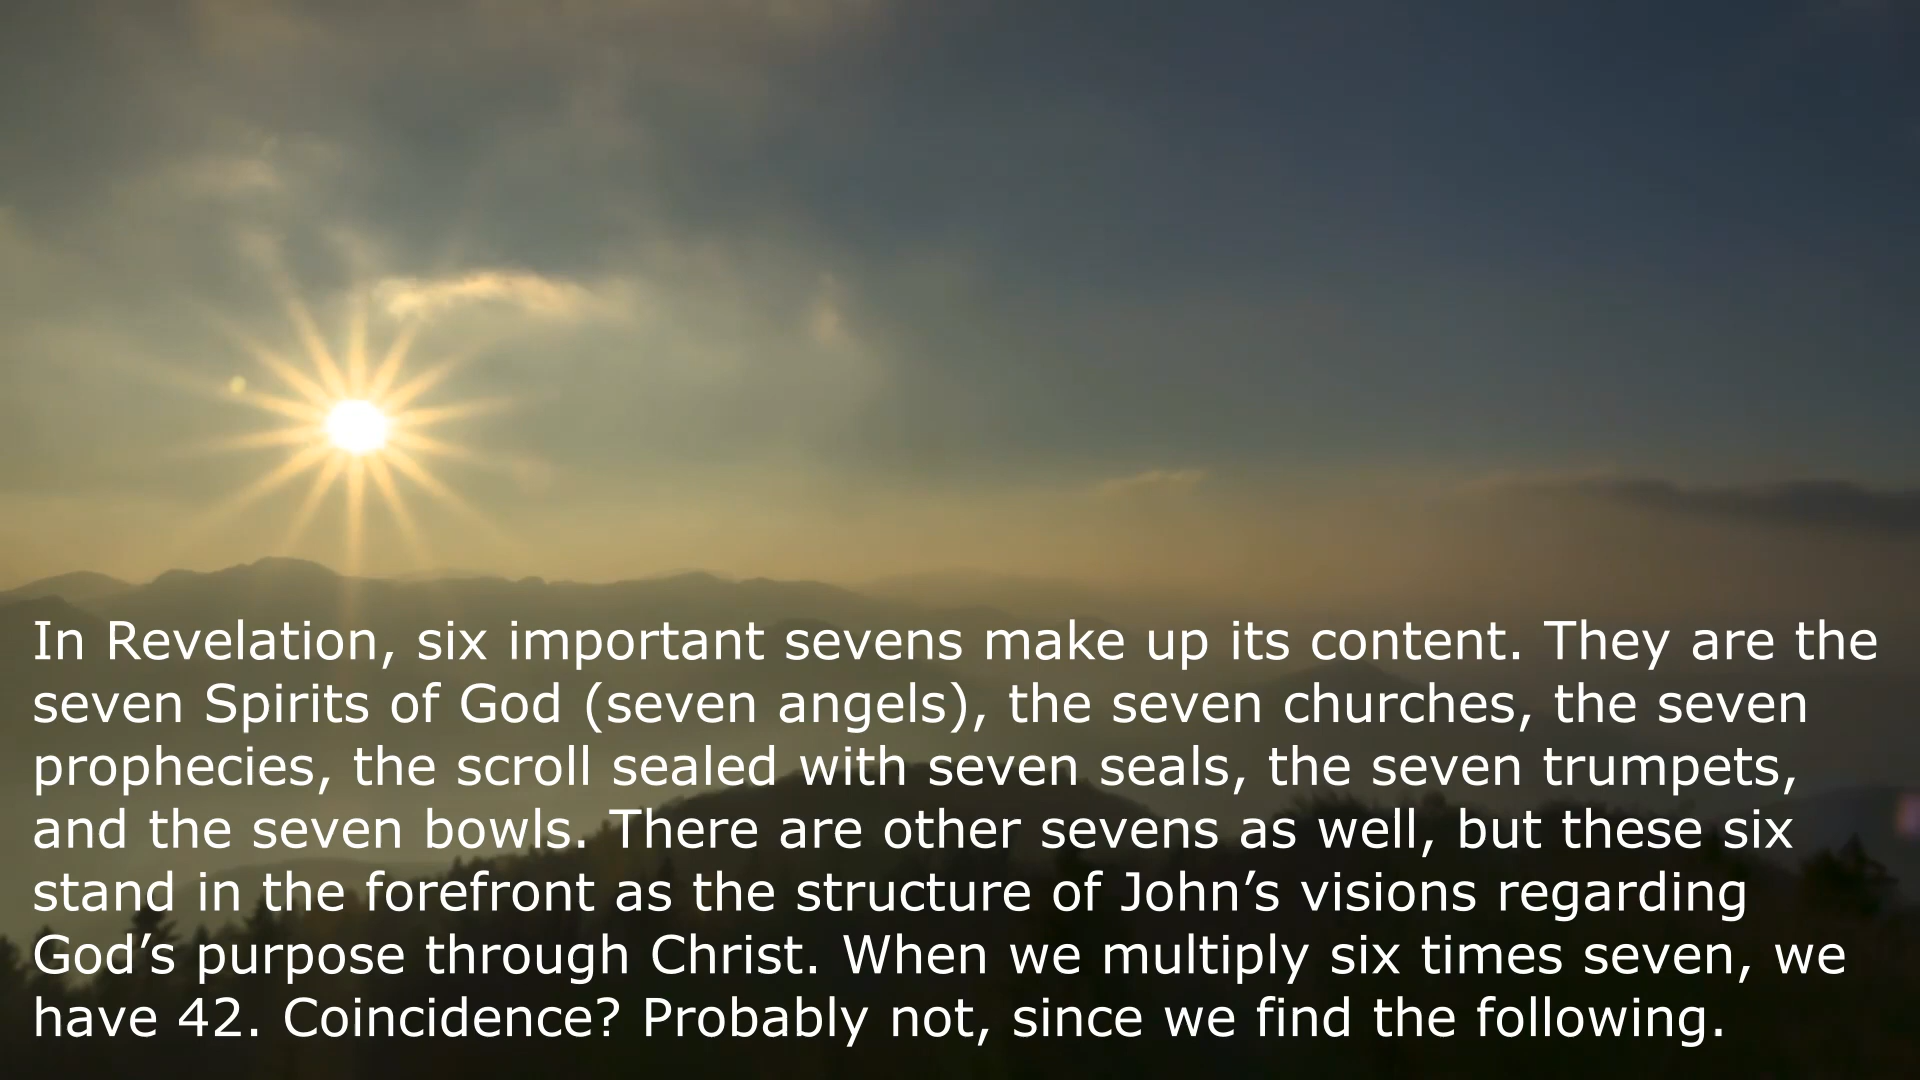 In Revelation, six important sevens make up its content. They are the
seven Spirits of God (seven angels), the seven churches, the seven
prophecies, the scroll sealed with seven seals, the seven trumpets,
and the seven bowls. There are other sevens as well, but these six
stand in the forefront as the structure of John’s visions regarding
God’s purpose through Christ. When we multiply six times seven, we
have 42. Coincidence? Probably not, since we find the following.